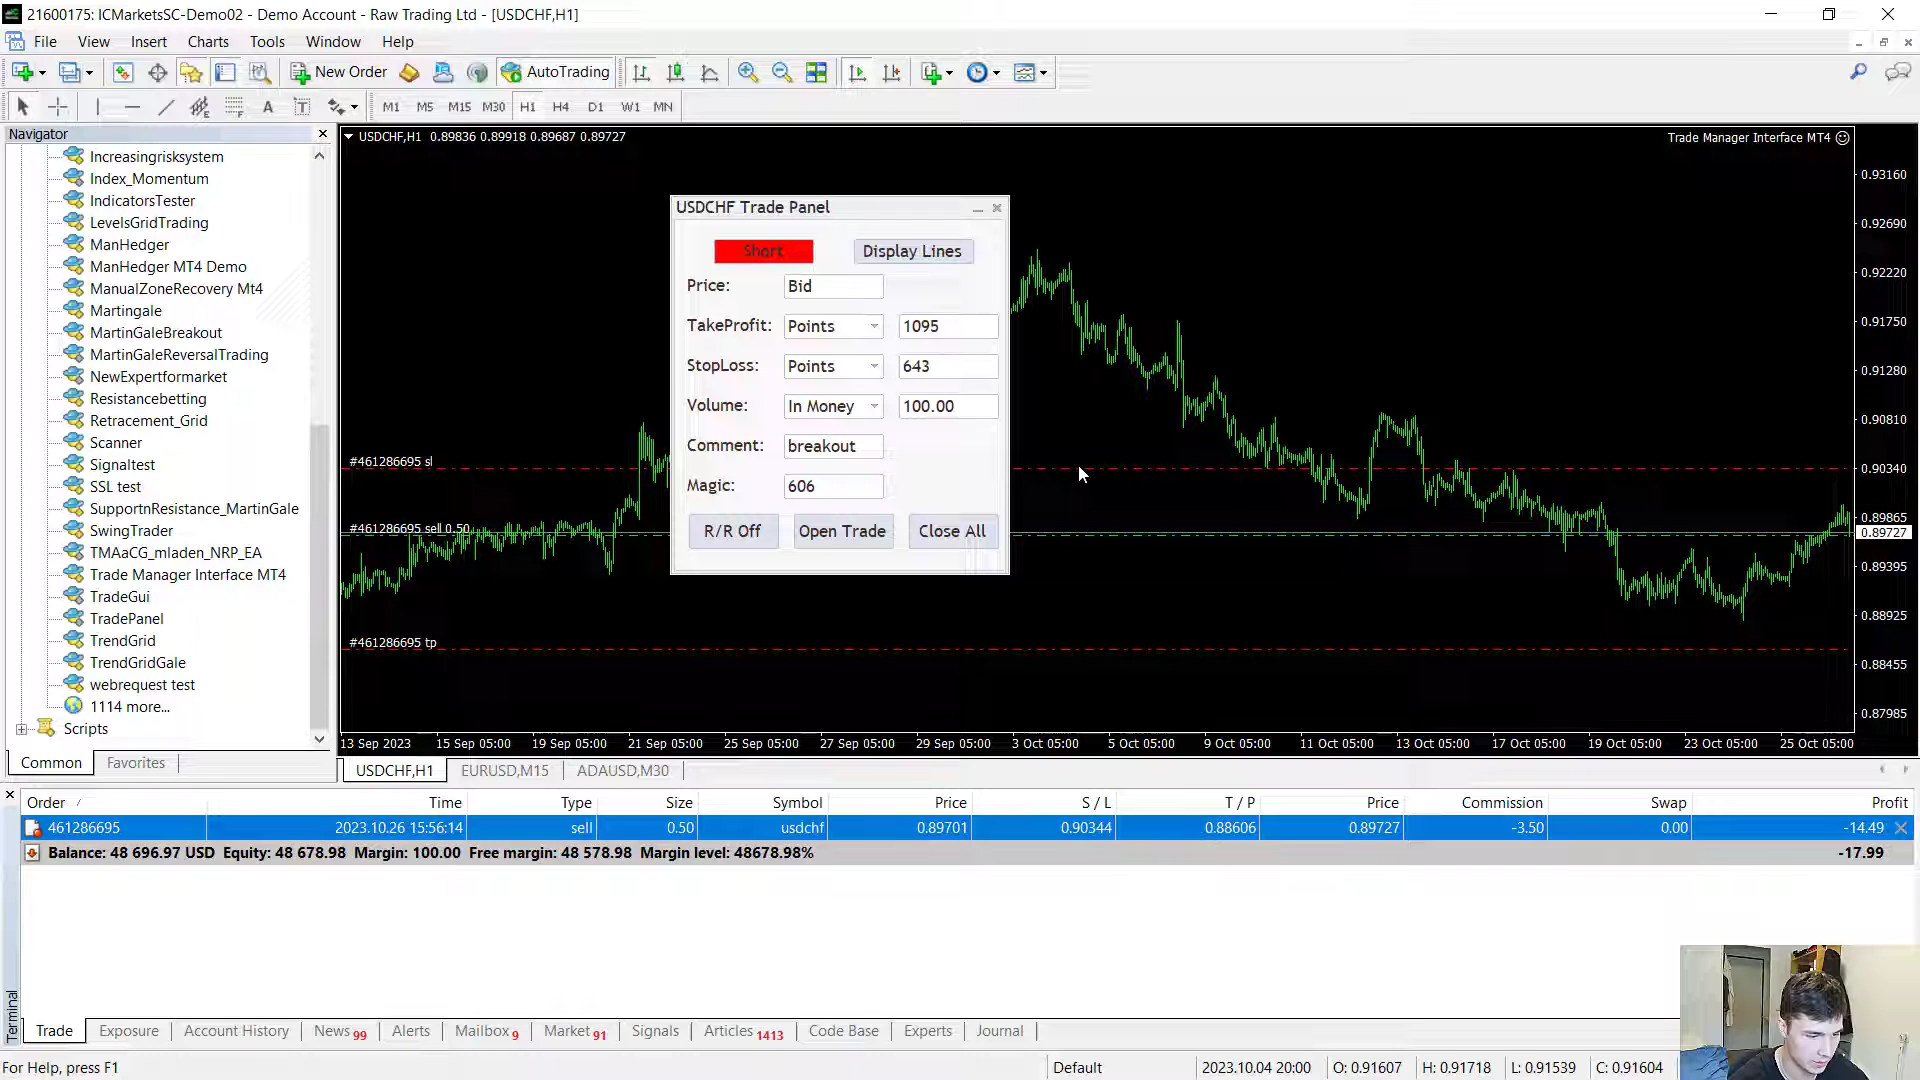 21600175: ICMarketsSC-Demo02 - Demo Account - Raw Trading Ltd - [USDCHF,H1]
File View Insert Charts Tools Window Help
New Order AutoTrading
A T M1 M5 M15 M30 H1 H4 D1 W1 MN
Navigator
Increasingrisksystem
Index_Momentum
IndicatorsTester
LevelsGridTrading
ManHedger
ManHedger MT4 Demo
ManualZoneRecovery Mt4
Martingale
MartinGaleBreakout
MartinGaleReversalTrading
NewExpertformarket
Resistancebetting
Retracement_Grid
Scanner
Signaltest
SSL test
SupportnResistance_MartinGale
SwingTrader
TMAaCG_mladen_NRP_EA
Trade Manager Interface MT4
TradeGui
TradePanel
TrendGrid
TrendGridGale
webrequest test
1114 more...
Scripts
Common Favorites
USDCHF,H1 0.89836 0.89918 0.89687 0.89727
Trade Manager Interface MT4
USDCHF Trade Panel
Short Display Lines
Price: Bid
TakeProfit: Points 1095
StopLoss: Points 643
Volume: In Money 100.00
Comment: breakout
Magic: 606
R/R Off Open Trade Close All
#461286695 sl
#461286695 sell 0.50
#461286695 tp
0.93160
0.92690
0.92220
0.91750
0.91280
0.90810
0.90340
0.89865
0.89727
0.89395
0.88925
0.88455
0.87985
13 Sep 2023 15 Sep 05:00 19 Sep 05:00 21 Sep 05:00 25 Sep 05:00 27 Sep 05:00 29 Sep 05:00 3 Oct 05:00 5 Oct 05:00 9 Oct 05:00 11 Oct 05:00 13 Oct 05:00 17 Oct 05:00 19 Oct 05:00 23 Oct 05:00 25 Oct 05:00
USDCHF,H1 EURUSD,M15 ADAUSD,M30
Order Time Type Size Symbol Price S / L T / P Price Commission Swap Profit
461286695 2023.10.26 15:56:14 sell 0.50 usdchf 0.89701 0.90344 0.88606 0.89727 -3.50 0.00 -14.49
Balance: 48 696.97 USD Equity: 48 678.98 Margin: 100.00 Free margin: 48 578.98 Margin level: 48678.98% -17.99
Terminal
Trade Exposure Account History News 99 Alerts Mailbox 9 Market 91 Signals Articles 1413 Code Base Experts Journal
For Help, press F1 Default 2023.10.04 20:00 O: 0.91607 H: 0.91718 L: 0.91539 C: 0.91604